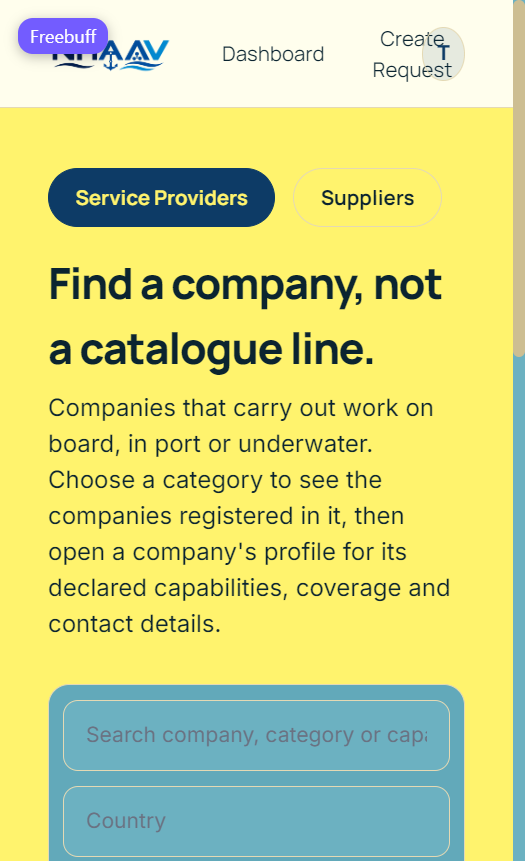 Freebuff
NHAAV
Dashboard
Create
Request
T
Service Providers
Suppliers
Find a company, not
a catalogue line.
Companies that carry out work on
board, in port or underwater.
Choose a category to see the
companies registered in it, then
open a company's profile for its
declared capabilities, coverage and
contact details.
Search company, category or capa
Country